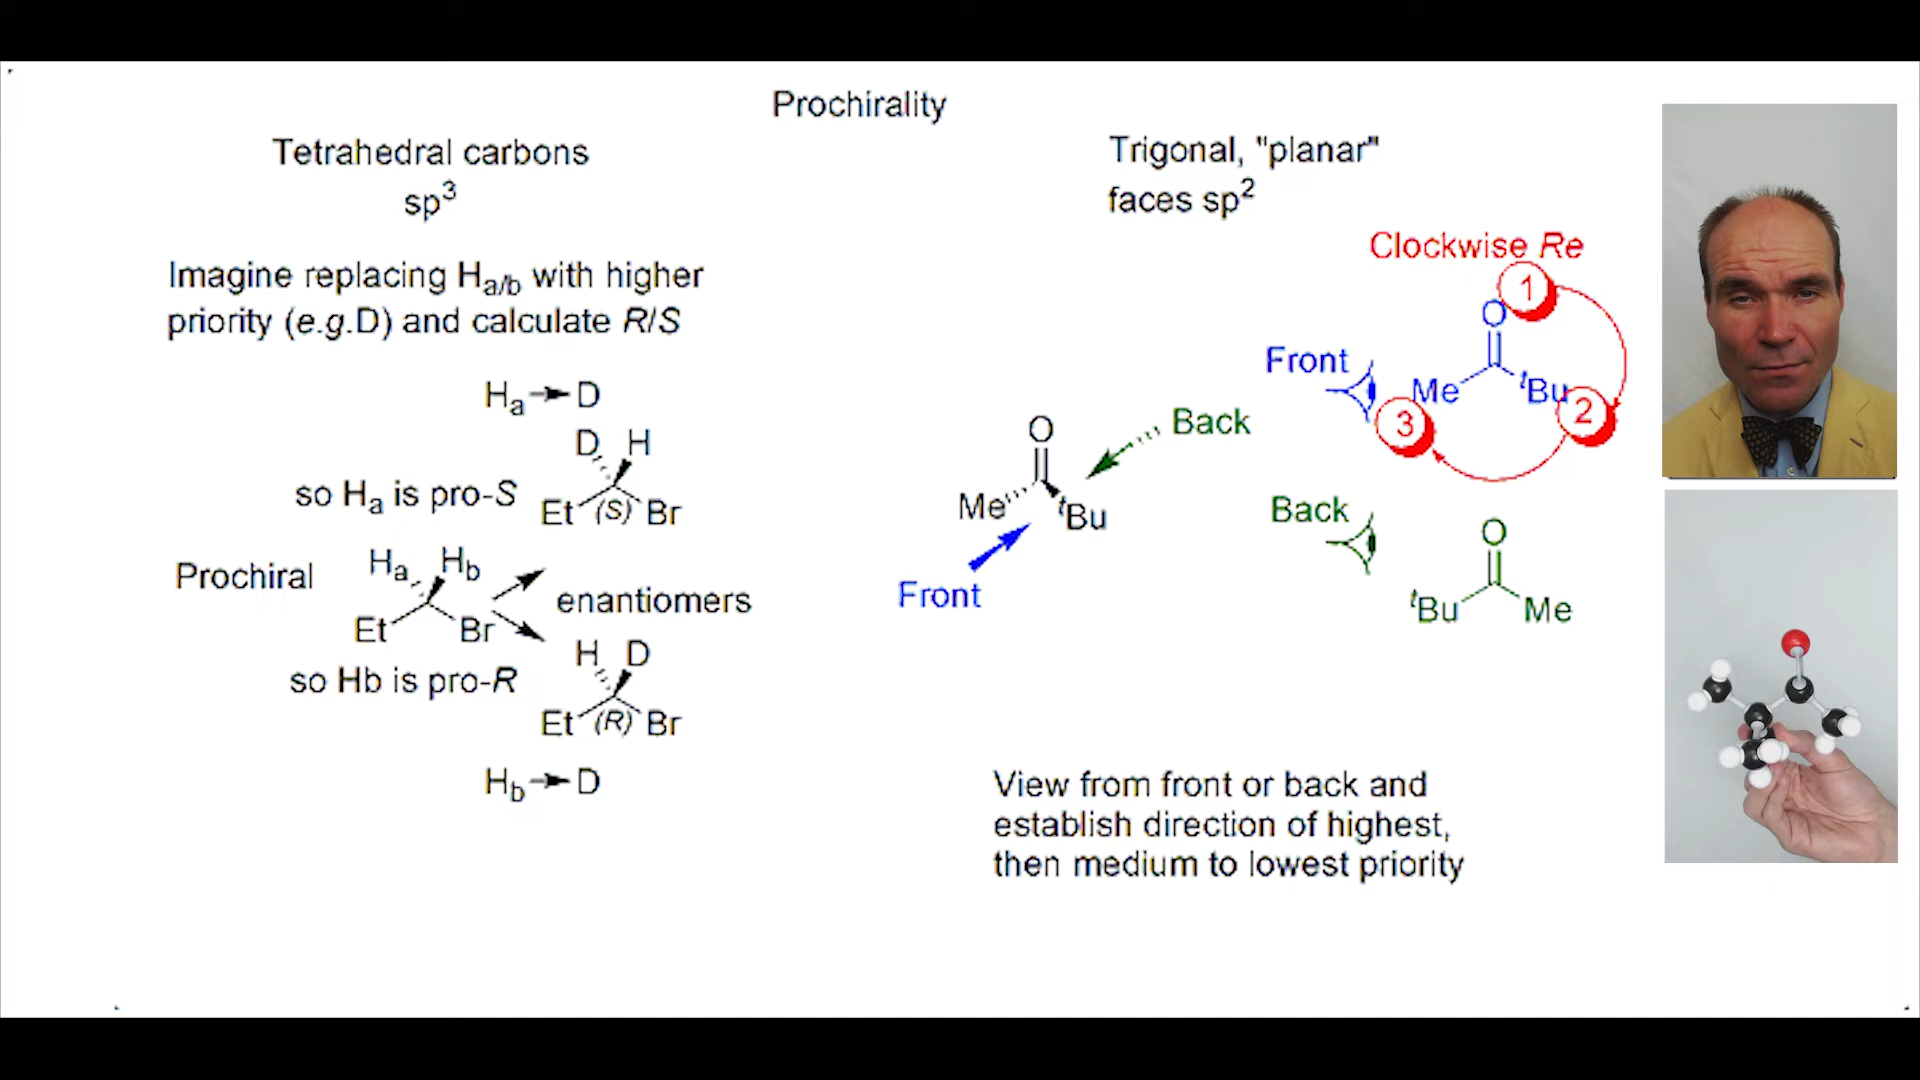 Prochirality
Tetrahedral carbons
sp³
Imagine replacing Hₐ/b with higher
priority (e.g.D) and calculate R/S
Hₐ → D
D H
so Hₐ is pro-S
Et (S) Br
Hₐ Hb
Prochiral
Et Br
enantiomers
H D
so Hb is pro-R
Et (R) Br
Hb → D
Trigonal, "planar"
faces sp²
Clockwise Re
1
O
Front
Me ᵗBu
3 2
Back
O
Me ᵗBu
Front
Back
O
ᵗBu Me
View from front or back and
establish direction of highest,
then medium to lowest priority